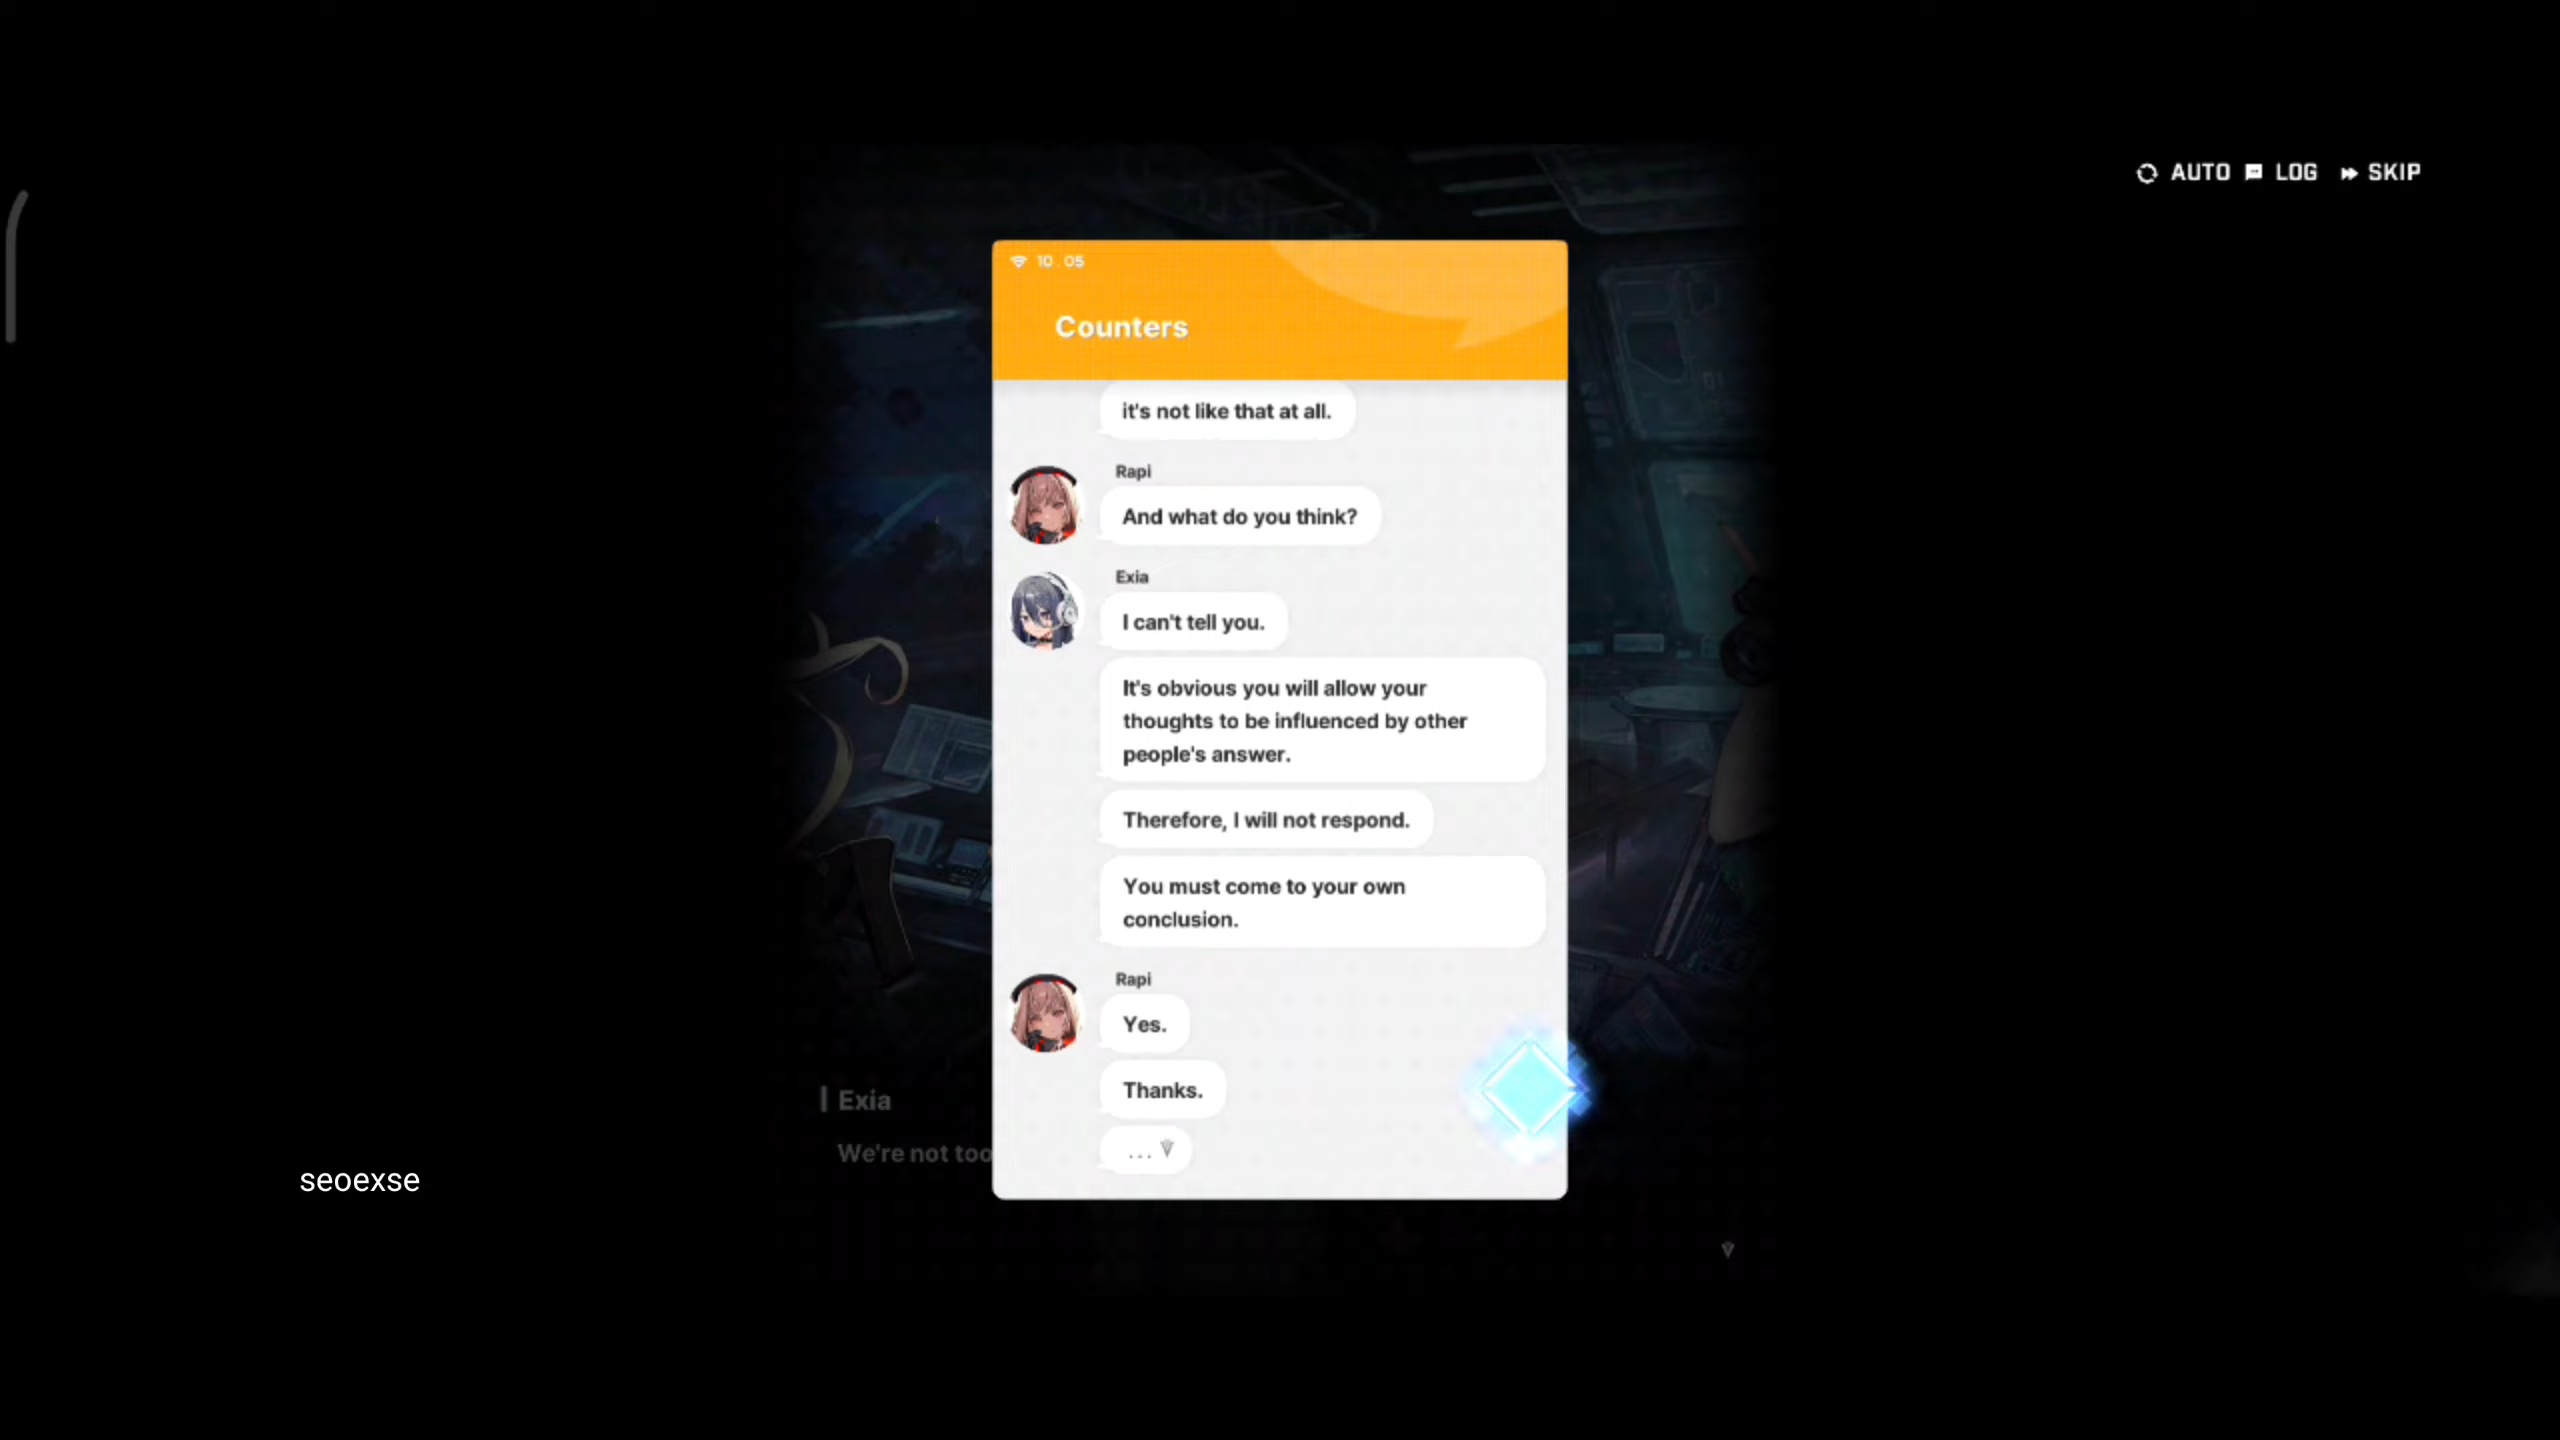 AUTO LOG SKIP
10.05
Counters
it's not like that at all.
Rapi
And what do you think?
Exia
I can't tell you.
It's obvious you will allow your
thoughts to be influenced by other
people's answer.
Therefore, I will not respond.
You must come to your own
conclusion.
Rapi
Yes.
Thanks.
...
Exia
We're not too
seoexse